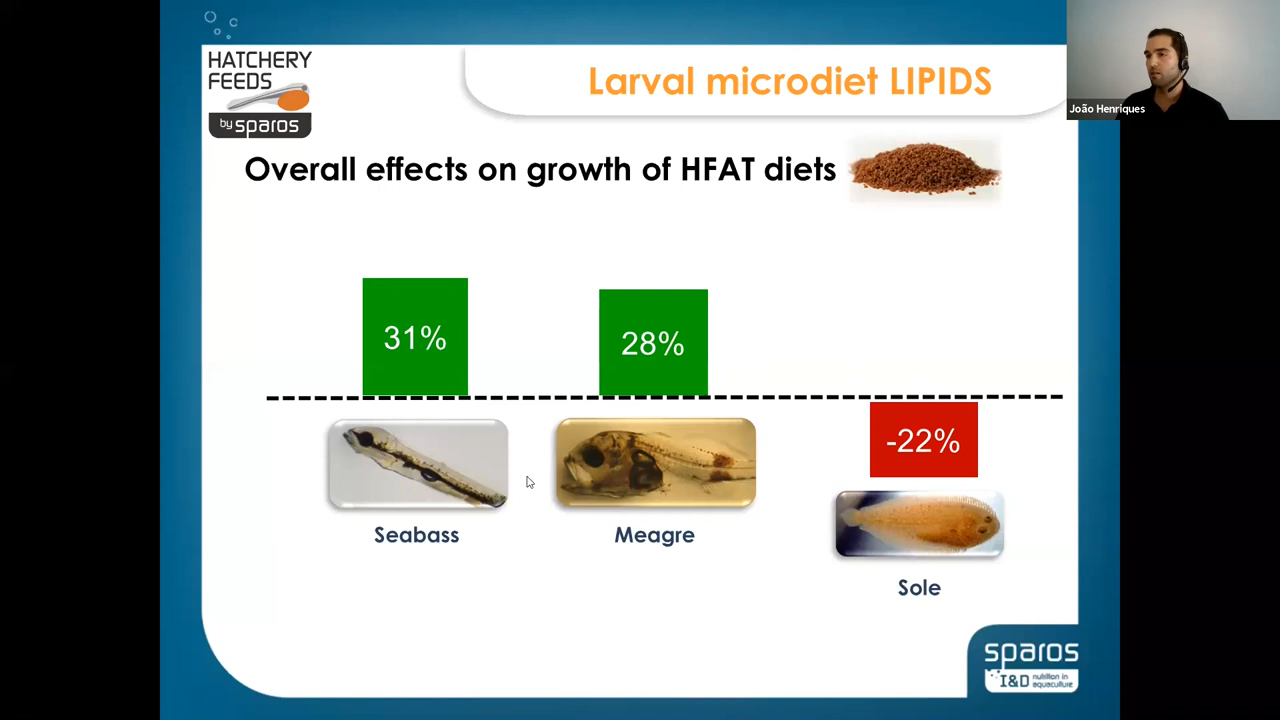 HATCHERY
FEEDS
by sparos
Larval microdiet LIPIDS
João Henriques
Overall effects on growth of HFAT diets
31%
28%
-22%
Seabass
Meagre
Sole
sparos
I&D nutrition in
aquaculture